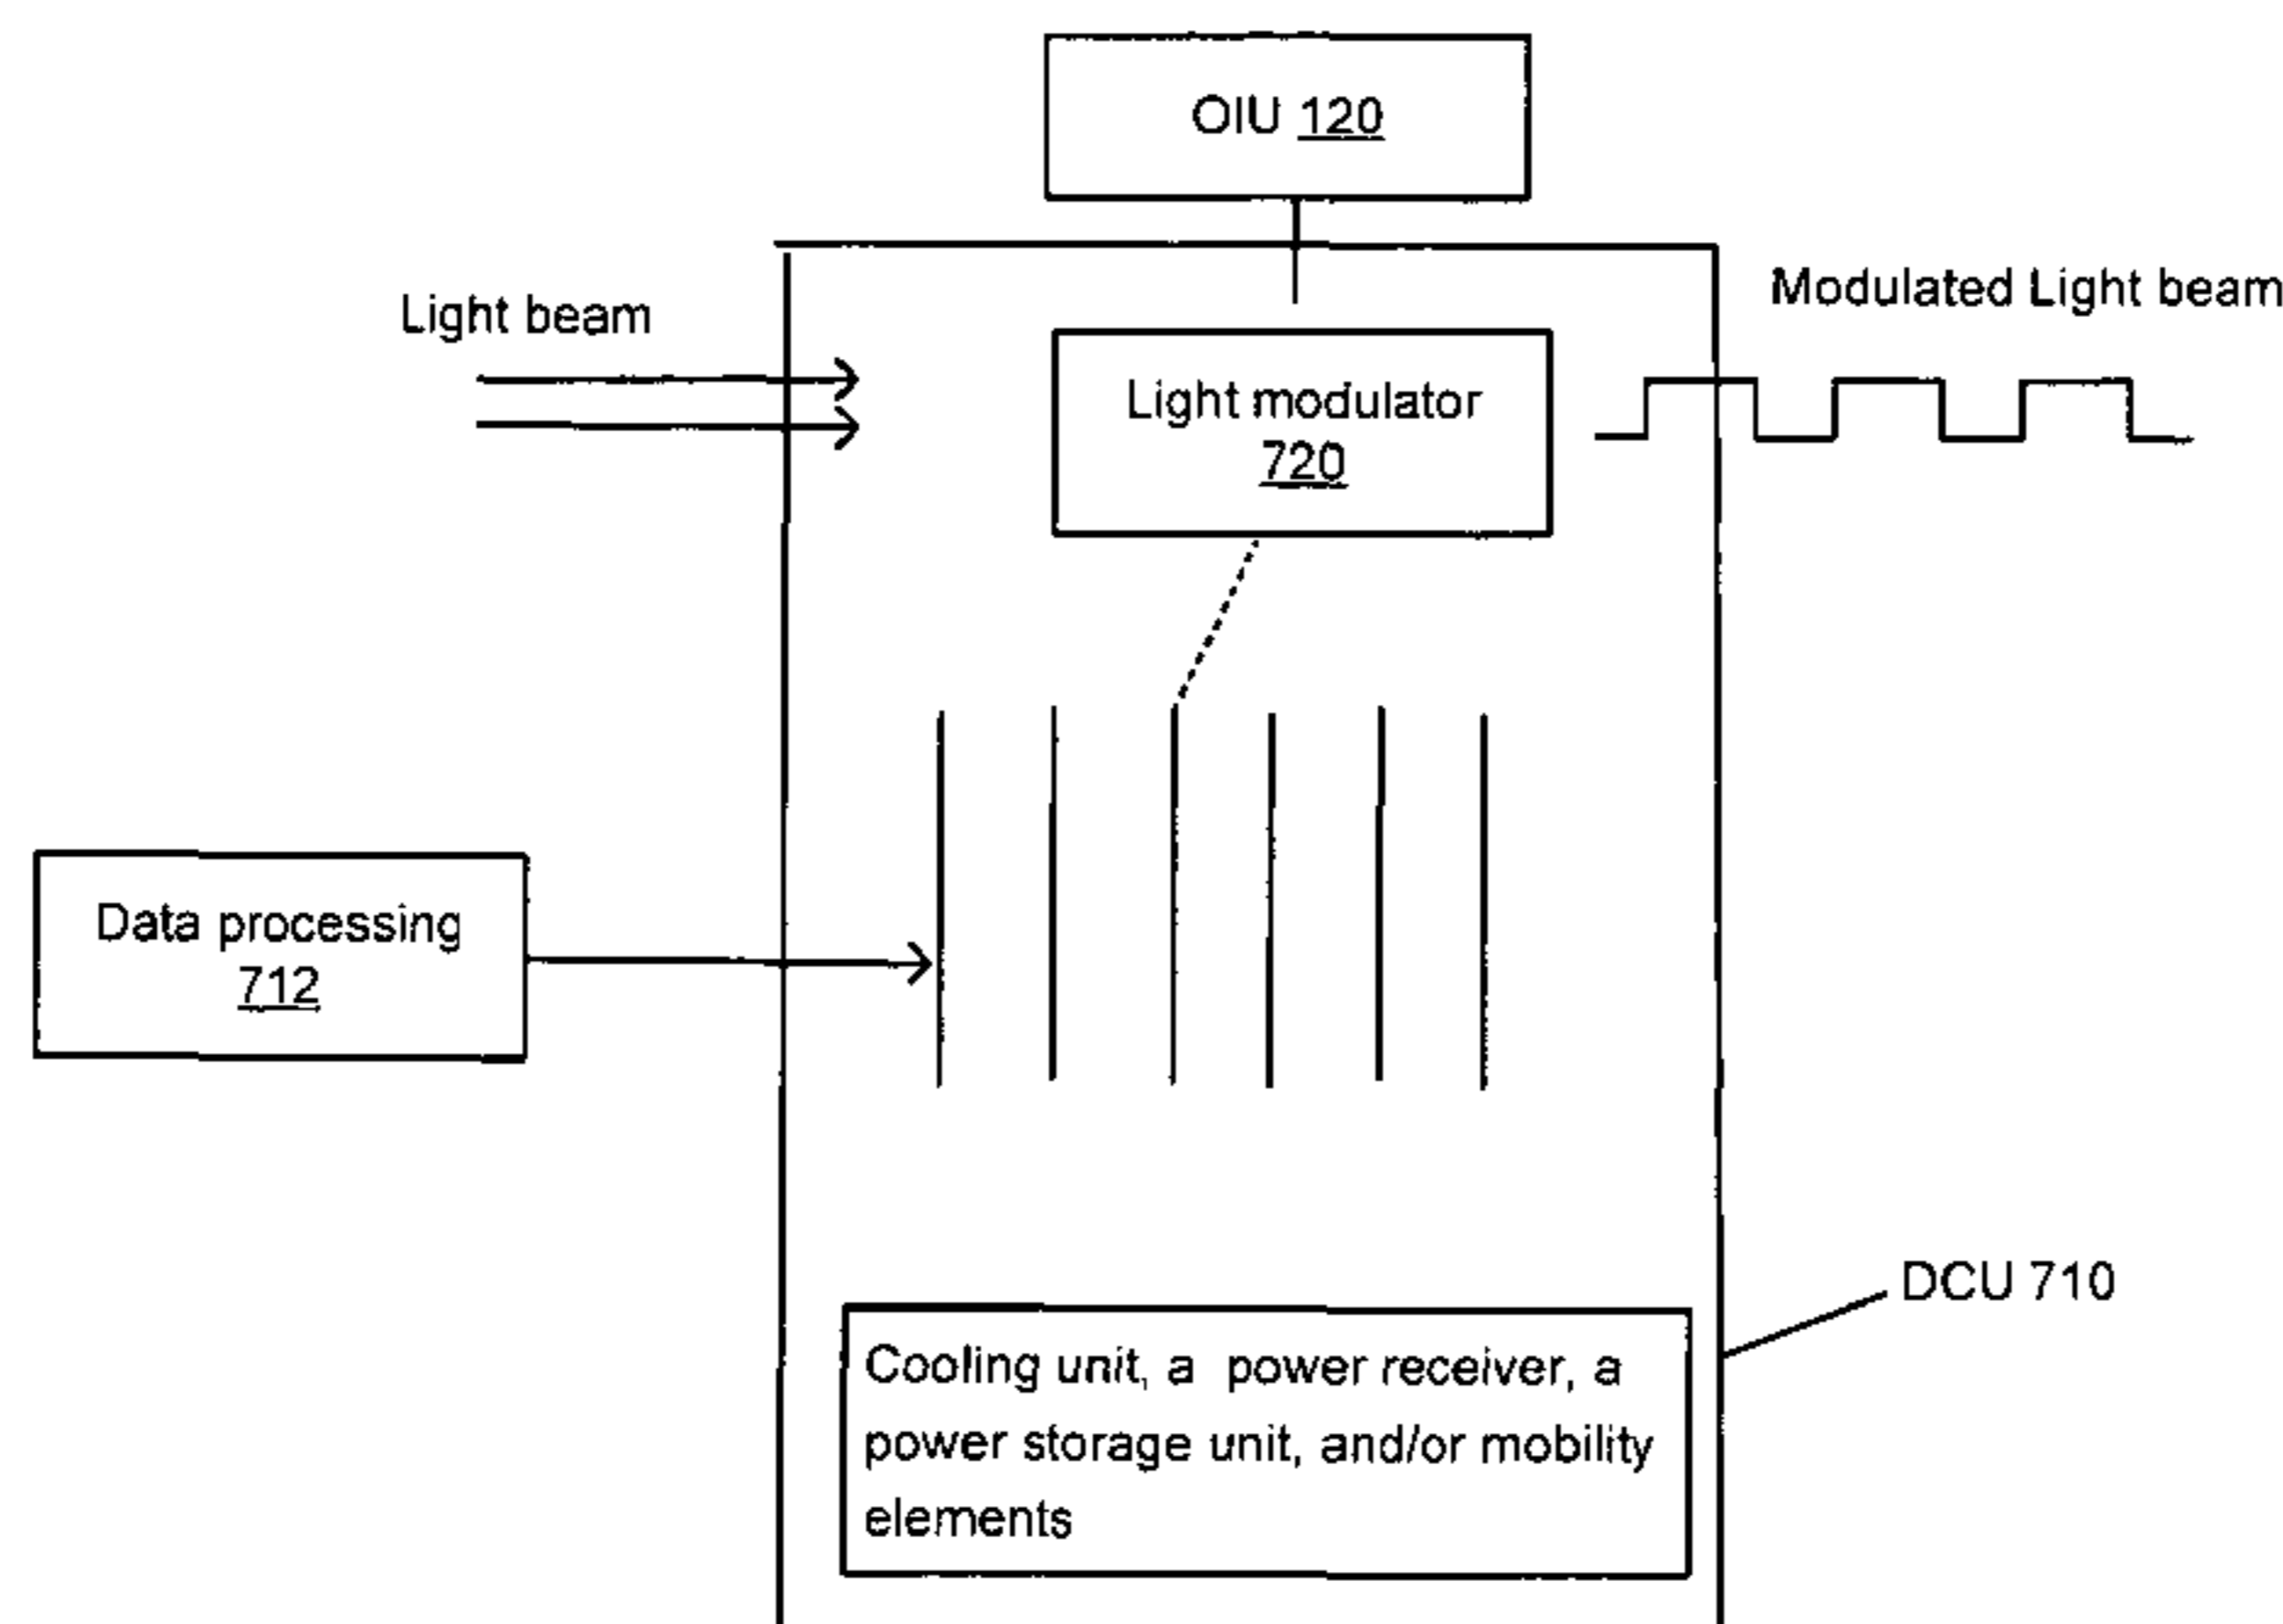 OIU 120
Light beam
Modulated Light beam
Light modulator
720
Data processing
712
DCU 710
Cooling unit, a power receiver, a
power storage unit, and/or mobility
elements